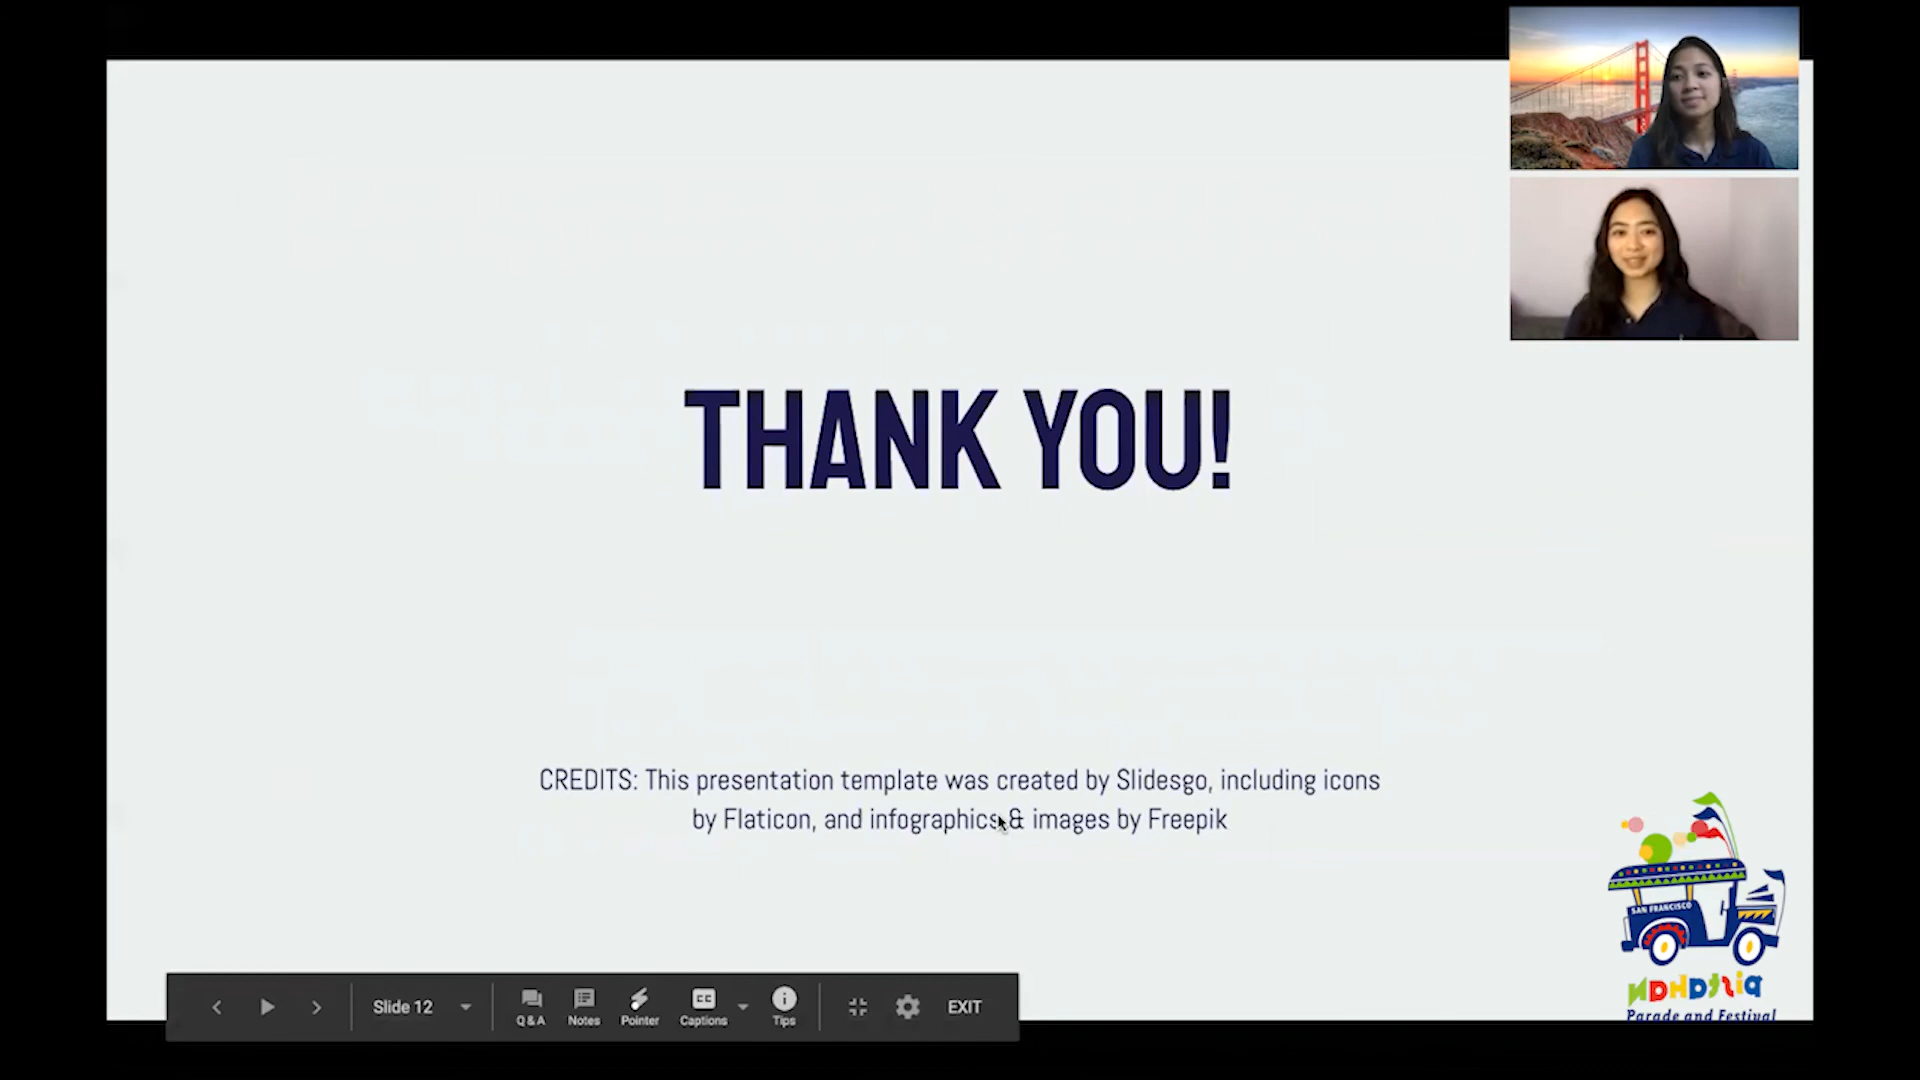 THANK YOU!
CREDITS: This presentation template was created by Slidesgo, including icons
by Flaticon, and infographics & images by Freepik
SAN FRANCISCO
Parade and Festival
Slide 12
Q&A
Notes
Pointer
CC
Captions
Tips
EXIT